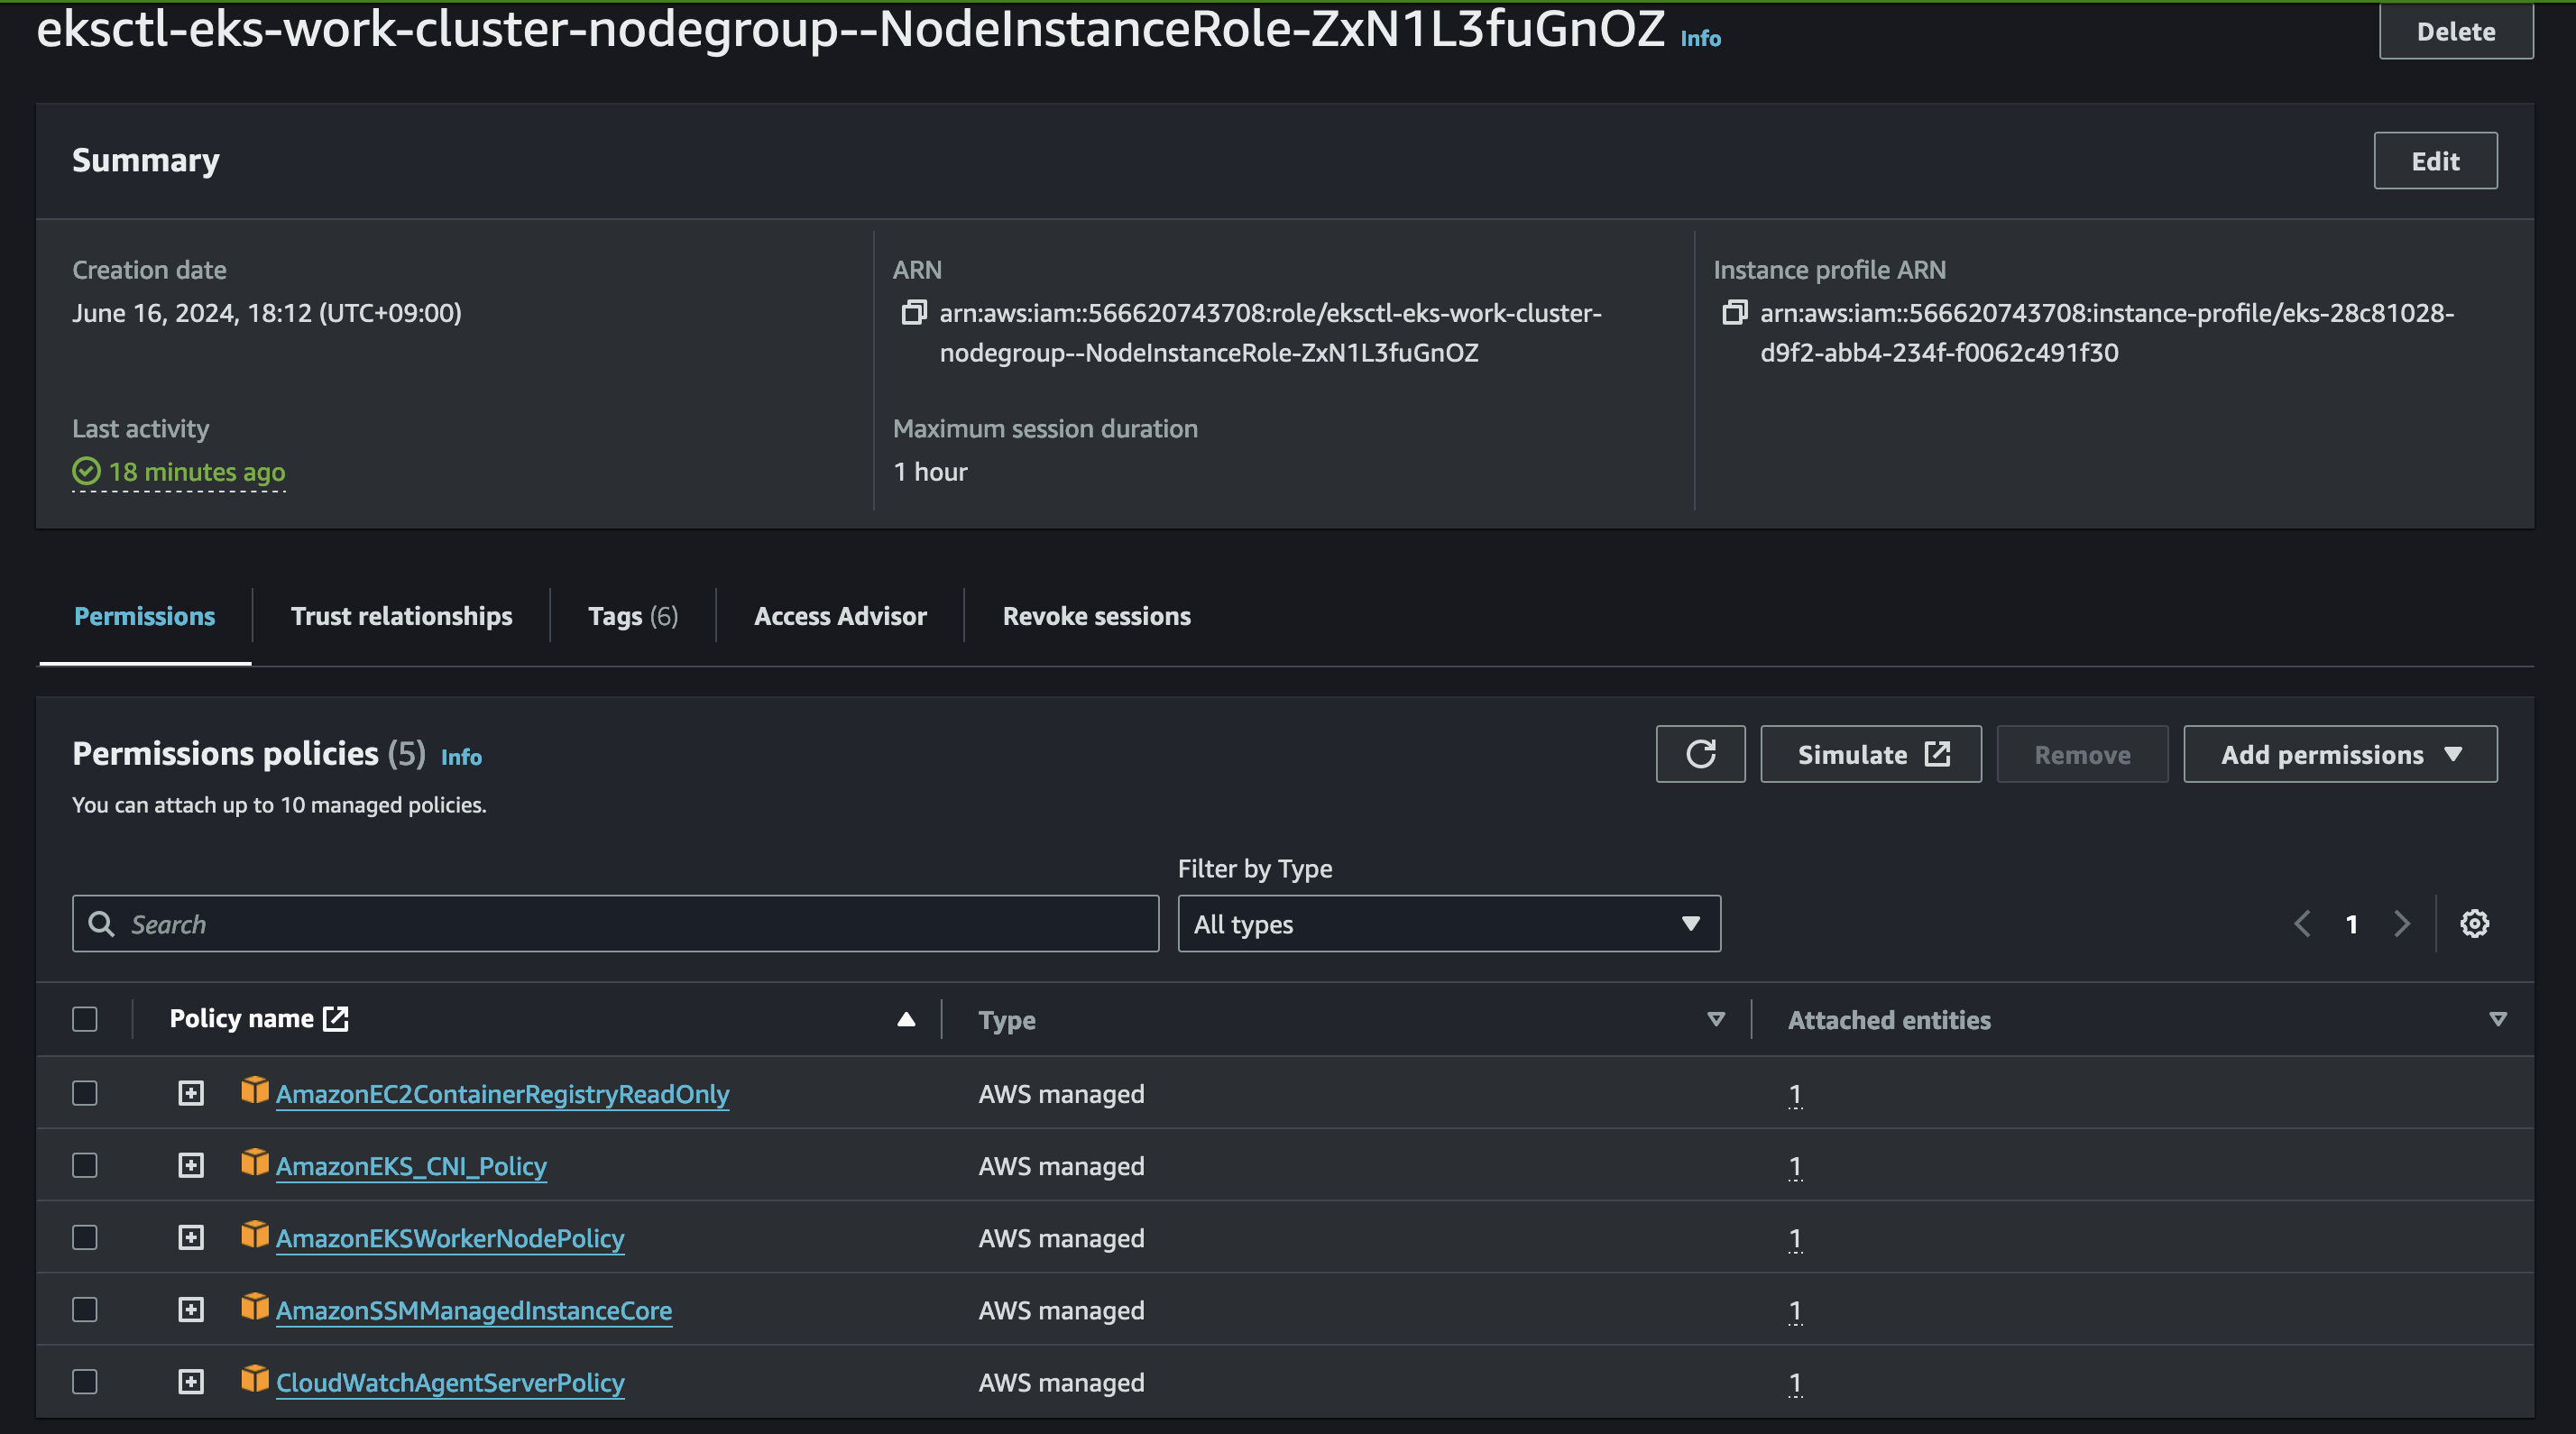 eksctl-eks-work-cluster-nodegroup--NodeInstanceRole-ZxN1L3fuGnOZ Info
Delete
Summary
Edit
Creation date
June 16, 2024, 18:12 (UTC+09:00)
ARN
arn:aws:iam::566620743708:role/eksctl-eks-work-cluster-
nodegroup--NodeInstanceRole-ZxN1L3fuGnOZ
Instance profile ARN
arn:aws:iam::566620743708:instance-profile/eks-28c81028-
d9f2-abb4-234f-f0062c491f30
Last activity
18 minutes ago
Maximum session duration
1 hour
Permissions
Trust relationships
Tags (6)
Access Advisor
Revoke sessions
Permissions policies (5) Info
You can attach up to 10 managed policies.
Simulate
Remove
Add permissions
Search
Filter by Type
All types
1
Policy name
Type
Attached entities
AmazonEC2ContainerRegistryReadOnly AWS managed 1
AmazonEKS_CNI_Policy AWS managed 1
AmazonEKSWorkerNodePolicy AWS managed 1
AmazonSSMManagedInstanceCore AWS managed 1
CloudWatchAgentServerPolicy AWS managed 1